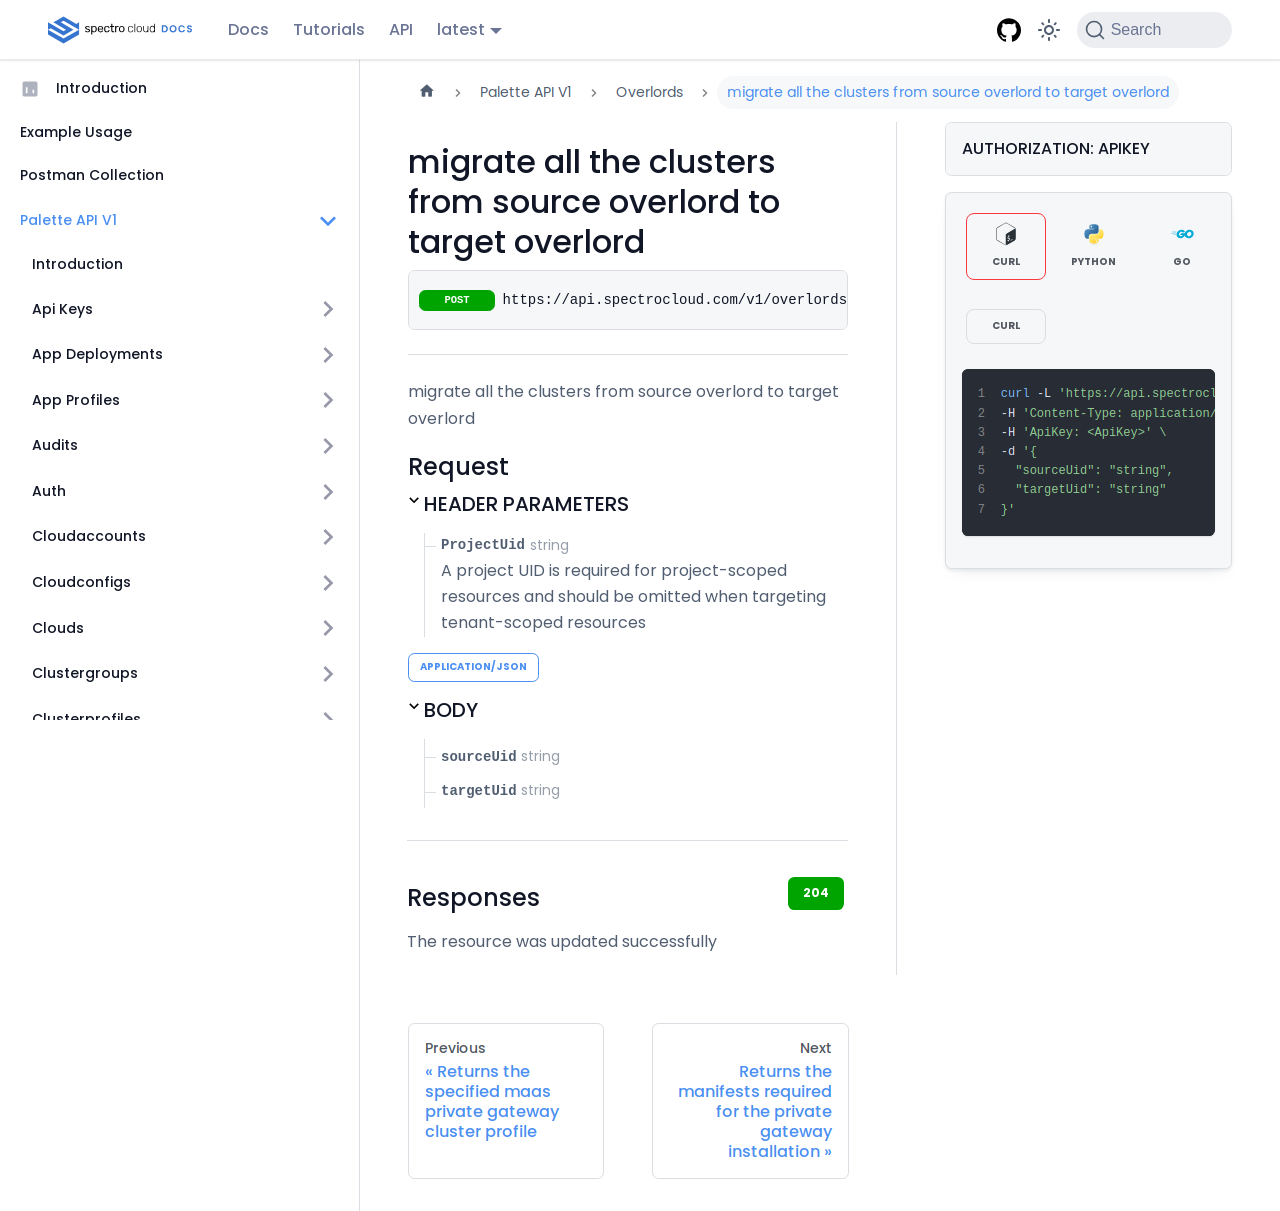 spectro cloud DOCS
Docs
Tutorials
API
latest
Search
Introduction
Example Usage
Postman Collection
Palette API V1
Introduction
Api Keys
App Deployments
App Profiles
Audits
Auth
Cloudaccounts
Cloudconfigs
Clouds
Clustergroups
Clusterprofiles
Palette API V1
Overlords
migrate all the clusters from source overlord to target overlord
migrate all the clusters
from source overlord to
target overlord
POST https://api.spectrocloud.com/v1/overlords
migrate all the clusters from source overlord to target
overlord
Request
HEADER PARAMETERS
ProjectUid string
A project UID is required for project-scoped
resources and should be omitted when targeting
tenant-scoped resources
APPLICATION/JSON
BODY
sourceUid string
targetUid string
Responses
204
The resource was updated successfully
Previous
« Returns the
specified maas
private gateway
cluster profile
Next
Returns the
manifests required
for the private
gateway
installation »
AUTHORIZATION: APIKEY
CURL
PYTHON
GO
GO
CURL
1 curl -L 'https://api.spectrocl
2 -H 'Content-Type: application/
3 -H 'ApiKey: <ApiKey>' \
4 -d '{
5 "sourceUid": "string",
6 "targetUid": "string"
7 }'